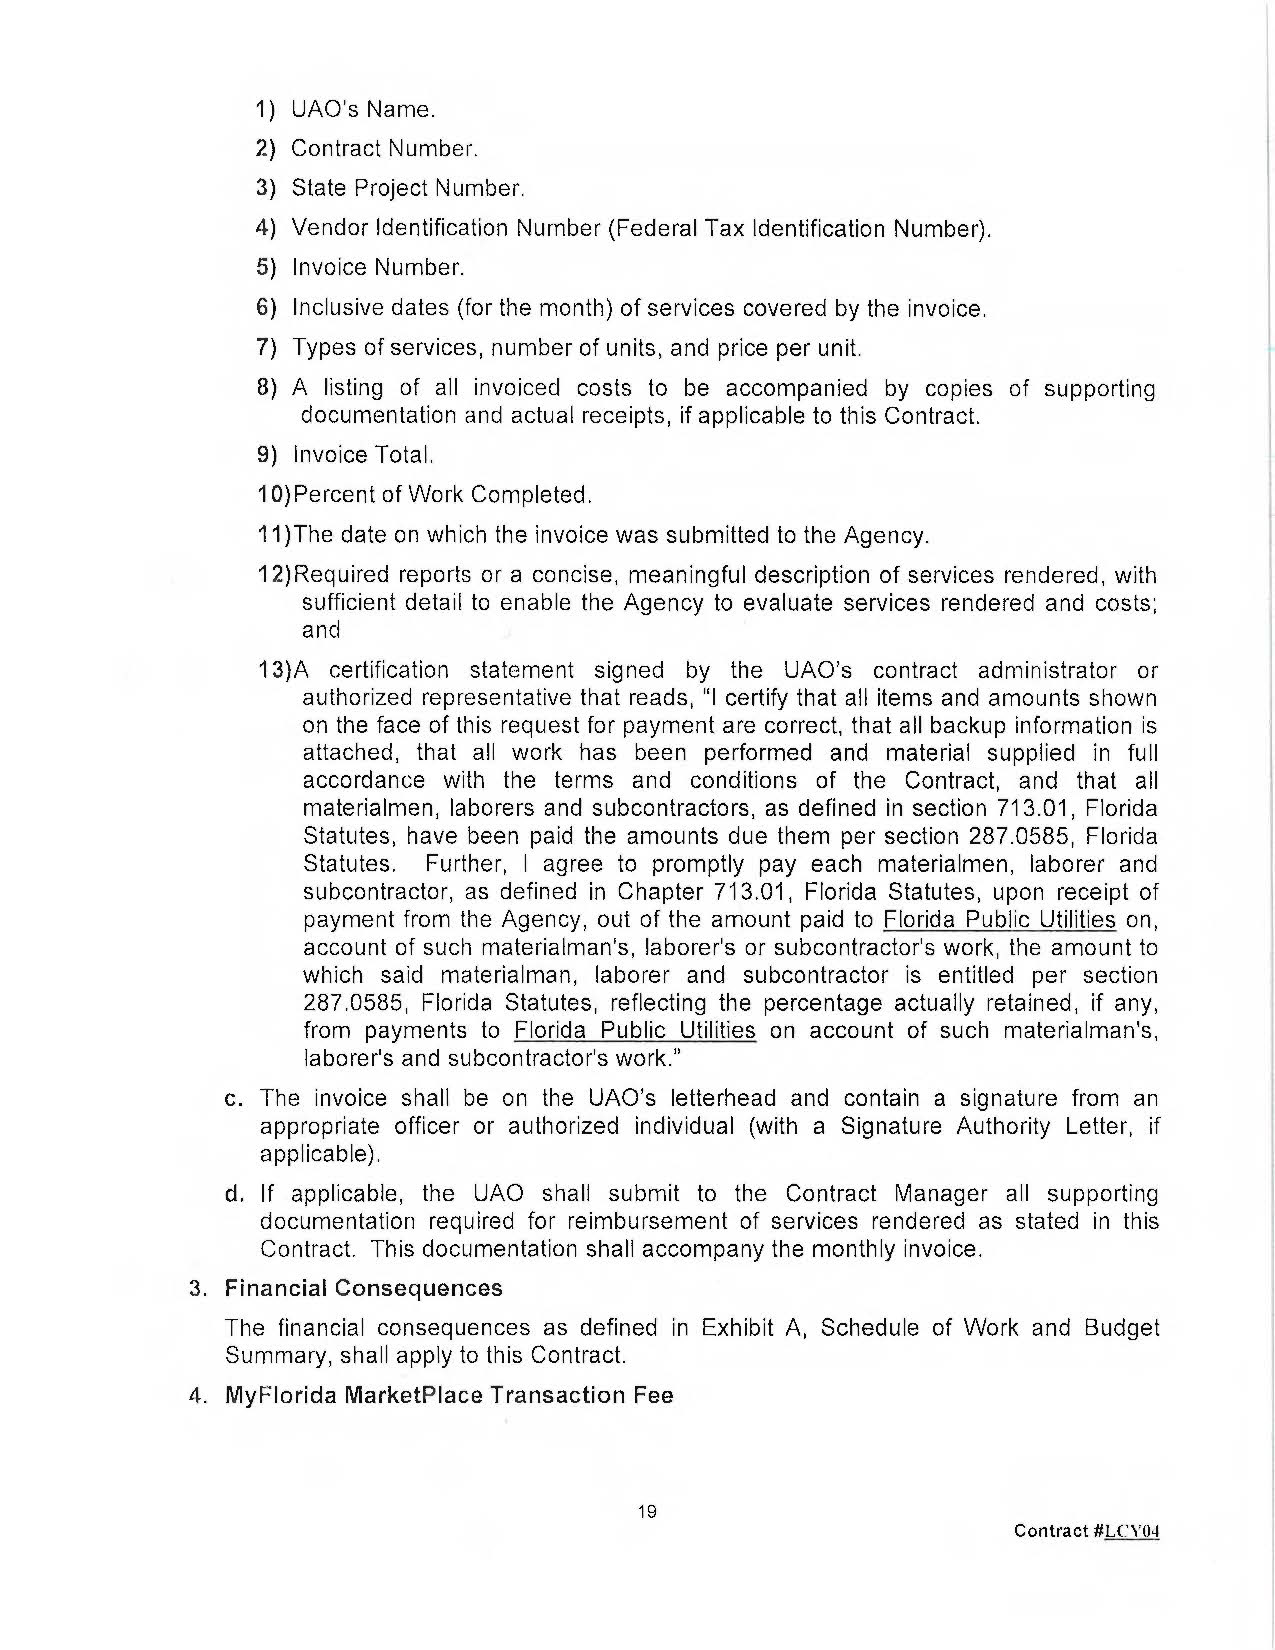 1) UAO's Name.
2) Contract Number.
3) State Project Number.
4) Vendor Identification Number (Federal Tax Identification Number).
5) Invoice Number.
6) Inclusive dates (for the month) of services covered by the invoice.
7) Types of services, number of units, and price per unit.
8) A listing of all invoiced costs to be accompanied by copies of supporting
documentation and actual receipts, if applicable to this Contract.
9) Invoice Total.
10)Percent of Work Completed.
11)The date on which the invoice was submitted to the Agency.
12)Required reports or a concise, meaningful description of services rendered, with
sufficient detail to enable the Agency to evaluate services rendered and costs;
and
13)A certification statement signed by the UAO's contract administrator or
authorized representative that reads, “I certify that all items and amounts shown
on the face of this request for payment are correct, that all backup information is
attached, that all work has been performed and material supplied in full
accordance with the terms and conditions of the Contract, and that all
materialmen, laborers and subcontractors, as defined in section 713.01, Florida
Statutes, have been paid the amounts due them per section 287.0585, Florida
Statutes. Further, I agree to promptly pay each materialmen, laborer and
subcontractor, as defined in Chapter 713.01, Florida Statutes, upon receipt of
payment from the Agency, out of the amount paid to Florida Public Utilities on,
account of such materialman's, laborer's or subcontractor's work, the amount to
which said materialman, laborer and subcontractor is entitled per section
287.0585, Florida Statutes, reflecting the percentage actually retained, if any,
from payments to Florida Public Utilities on account of such materialman's,
laborer's and subcontractor's work.”
c. The invoice shall be on the UAO's letterhead and contain a signature from an
appropriate officer or authorized individual (with a Signature Authority Letter, if
applicable).
d. If applicable, the UAO shall submit to the Contract Manager all supporting
documentation required for reimbursement of services rendered as stated in this
Contract. This documentation shall accompany the monthly invoice.
3. Financial Consequences
The financial consequences as defined in Exhibit A, Schedule of Work and Budget
Summary, shall apply to this Contract.
4. MyFlorida MarketPlace Transaction Fee
19
Contract #LCY04